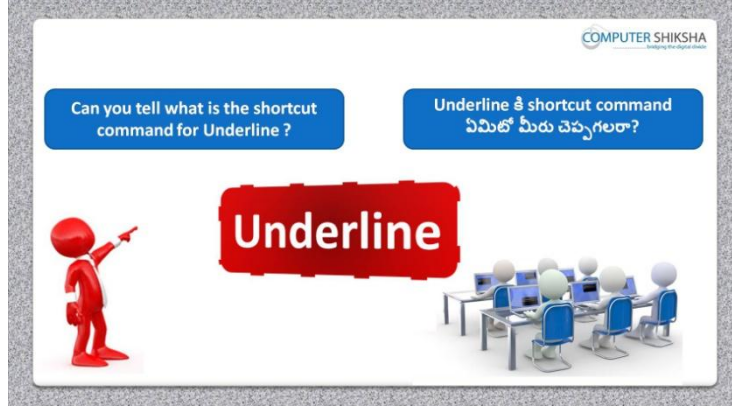 COMPUTER SHIKSHA
bridging the digital divide
Can you tell what is the shortcut
command for Underline ?
Underline కి shortcut command
ఏమిటో మీరు చెప్పగలరా?
Underline